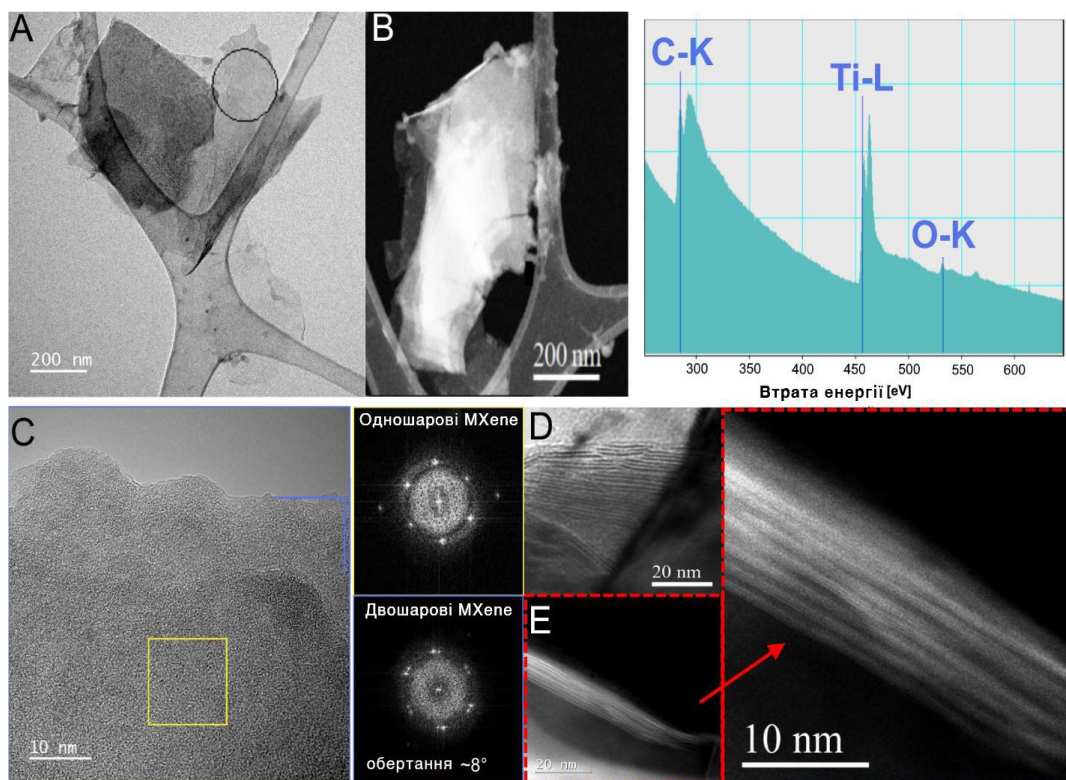 A
200 nm
B
200 nm
C-K
Ti-L
O-K
300 350 400 450 500 550 600
Втрата енергії [eV]
C
10 nm
Одношарові MXene
Двошарові MXene
обертання ~8°
D
20 nm
E
20 nm
10 nm